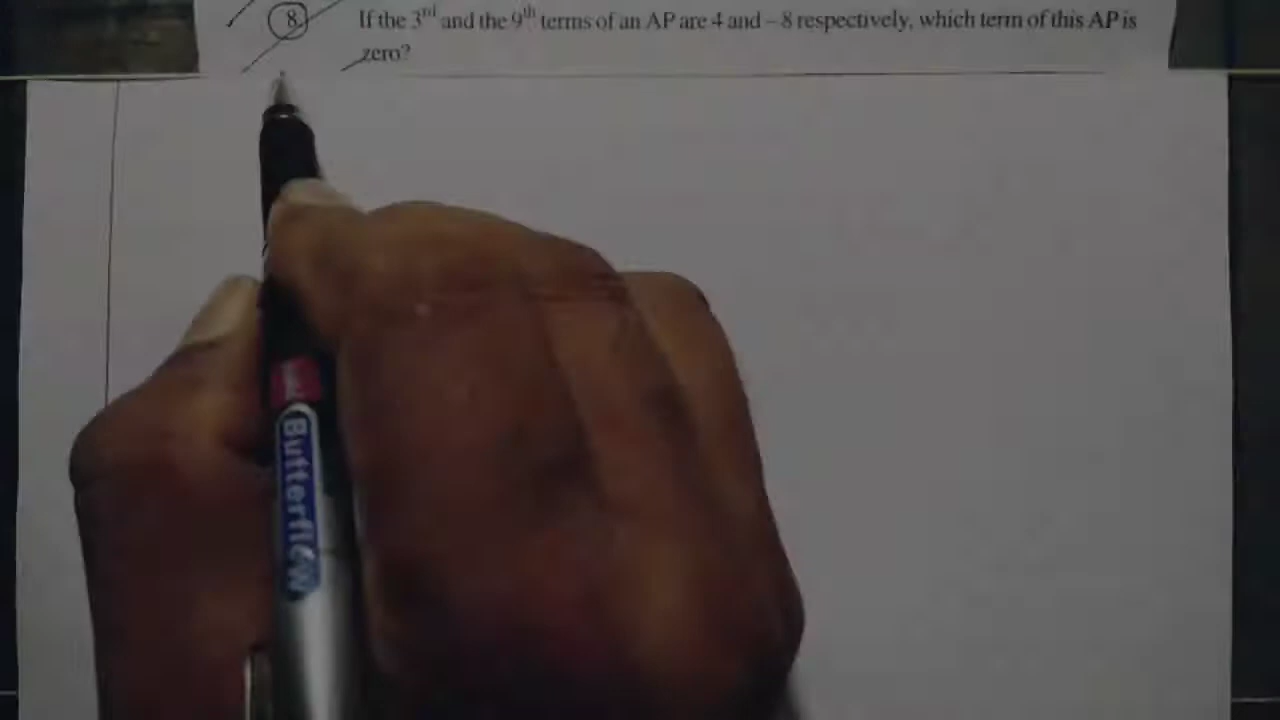 8. If the 3rd and the 9th terms of an AP are 4 and – 8 respectively, which term of this AP is
zero?
Butterflow